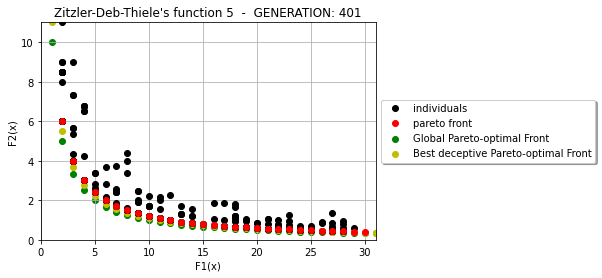 Zitzler-Deb-Thiele's function 5 - GENERATION: 401
F2(x)
10
8
6
4
2
0
0 5 10 15 20 25 30
F1(x)
individuals
pareto front
Global Pareto-optimal Front
Best deceptive Pareto-optimal Front